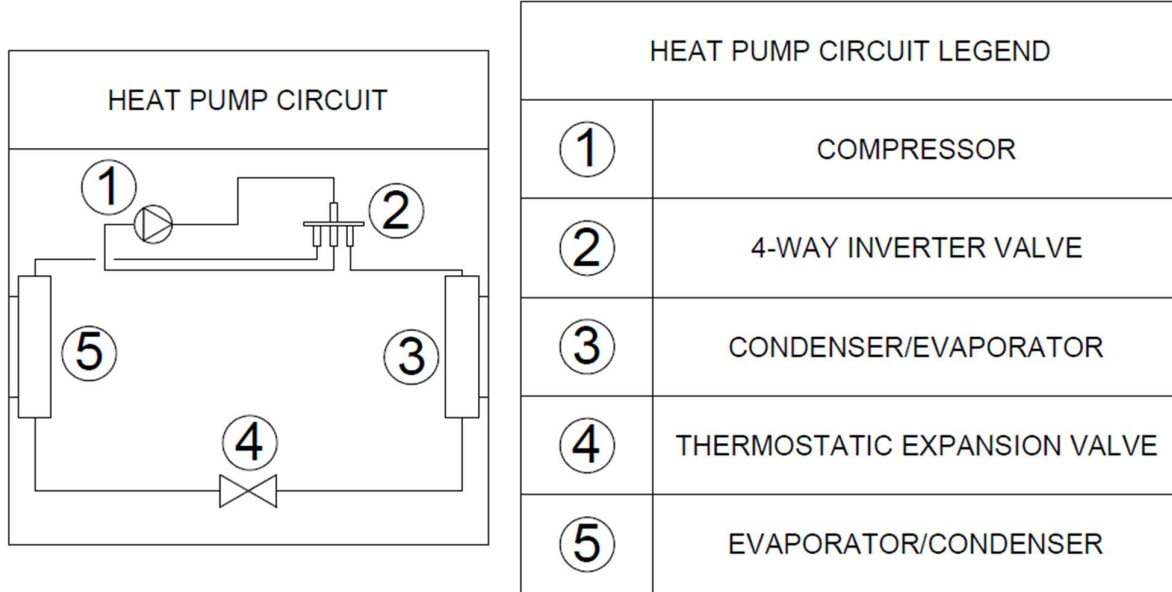 HEAT PUMP CIRCUIT
1
2
5
3
4
HEAT PUMP CIRCUIT LEGEND
1 COMPRESSOR
2 4-WAY INVERTER VALVE
3 CONDENSER/EVAPORATOR
4 THERMOSTATIC EXPANSION VALVE
5 EVAPORATOR/CONDENSER